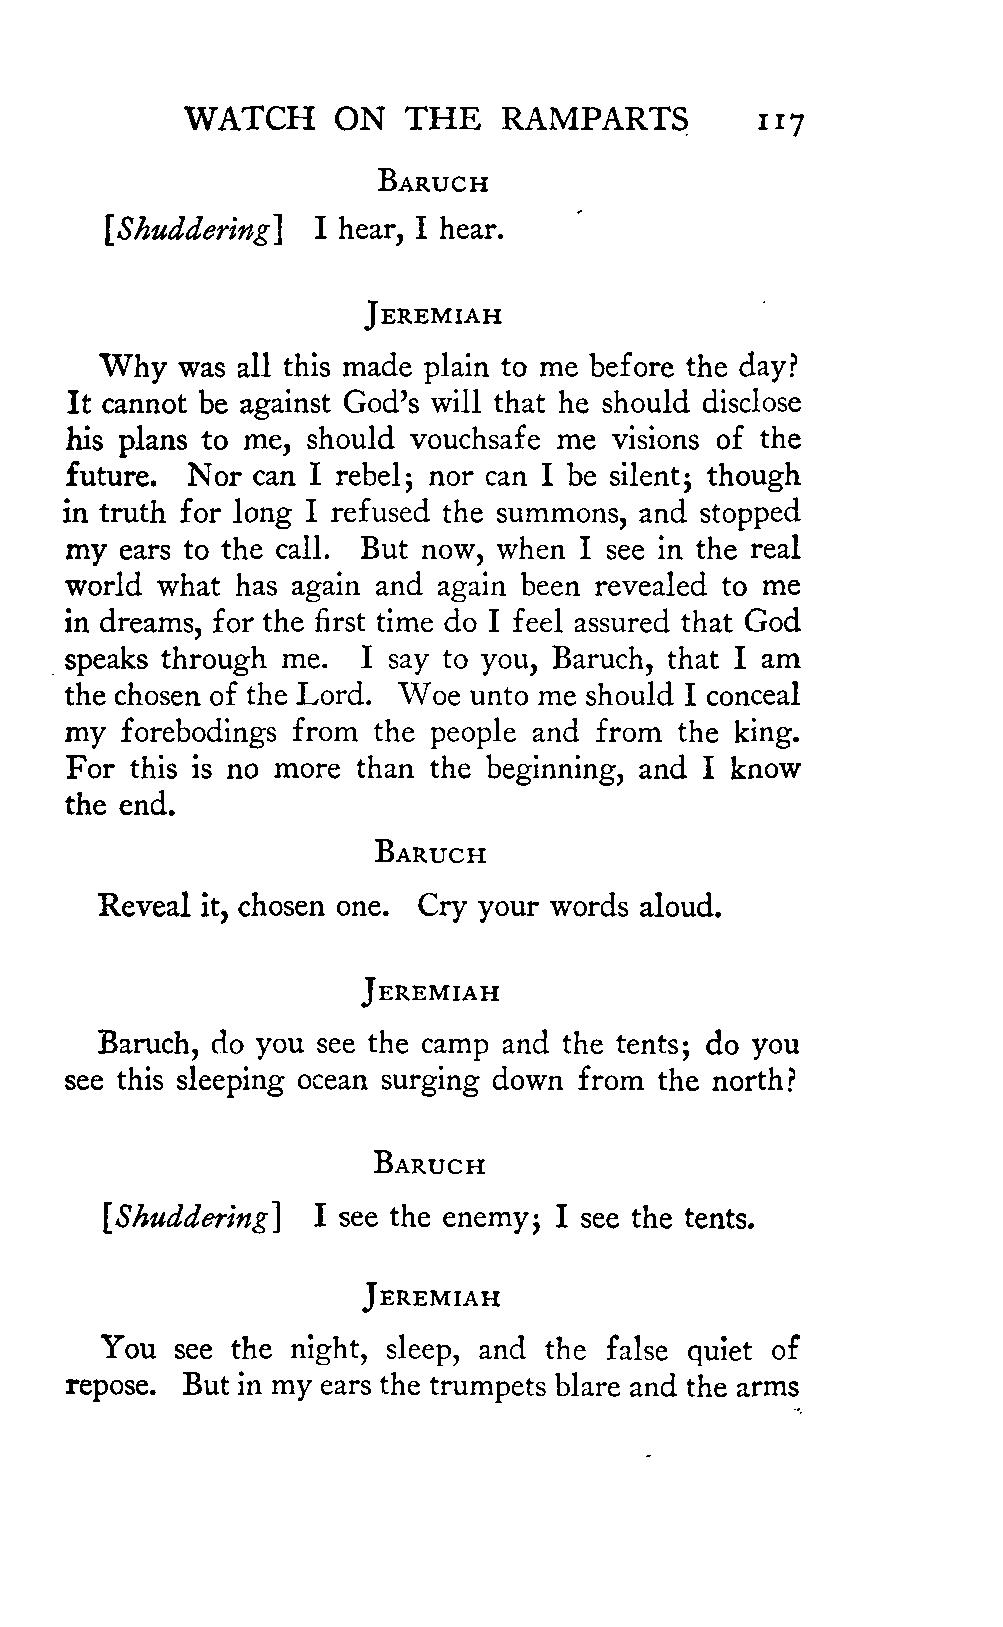 WATCH ON THE RAMPARTS 117
BARUCH
[Shuddering] I hear, I hear.
JEREMIAH
Why was all this made plain to me before the day?
It cannot be against God's will that he should disclose
his plans to me, should vouchsafe me visions of the
future. Nor can I rebel; nor can I be silent; though
in truth for long I refused the summons, and stopped
my ears to the call. But now, when I see in the real
world what has again and again been revealed to me
in dreams, for the first time do I feel assured that God
speaks through me. I say to you, Baruch, that I am
the chosen of the Lord. Woe unto me should I conceal
my forebodings from the people and from the king.
For this is no more than the beginning, and I know
the end.
BARUCH
Reveal it, chosen one. Cry your words aloud.
JEREMIAH
Baruch, do you see the camp and the tents; do you
see this sleeping ocean surging down from the north?
BARUCH
[Shuddering] I see the enemy; I see the tents.
JEREMIAH
You see the night, sleep, and the false quiet of
repose. But in my ears the trumpets blare and the arms